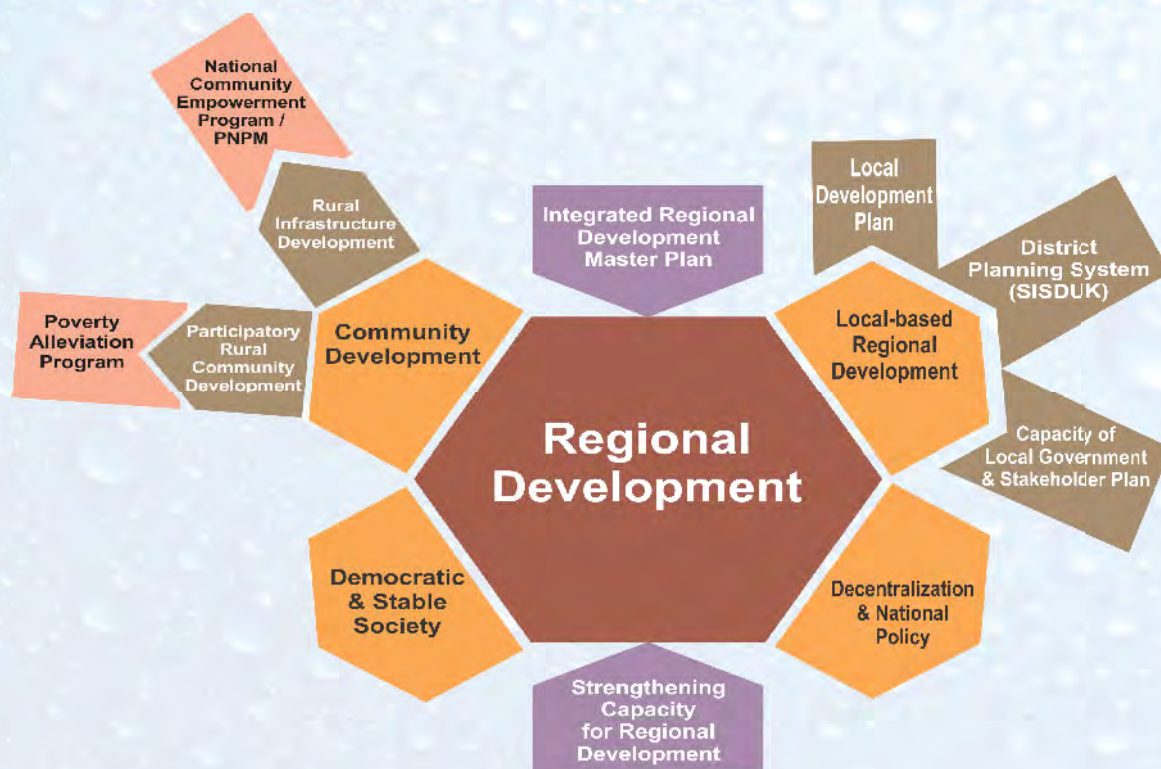 National
Community
Empowerment
Program /
PNPM
Rural
Infrastructure
Development
Poverty
Alleviation
Program
Participatory
Rural
Community
Development
Community
Development
Integrated Regional
Development
Master Plan
Local
Development
Plan
District
Planning System
(SISDUK)
Local-based
Regional
Development
Capacity of
Local Government
& Stakeholder Plan
Regional
Development
Democratic
& Stable
Society
Decentralization
& National
Policy
Strengthening
Capacity
for Regional
Development